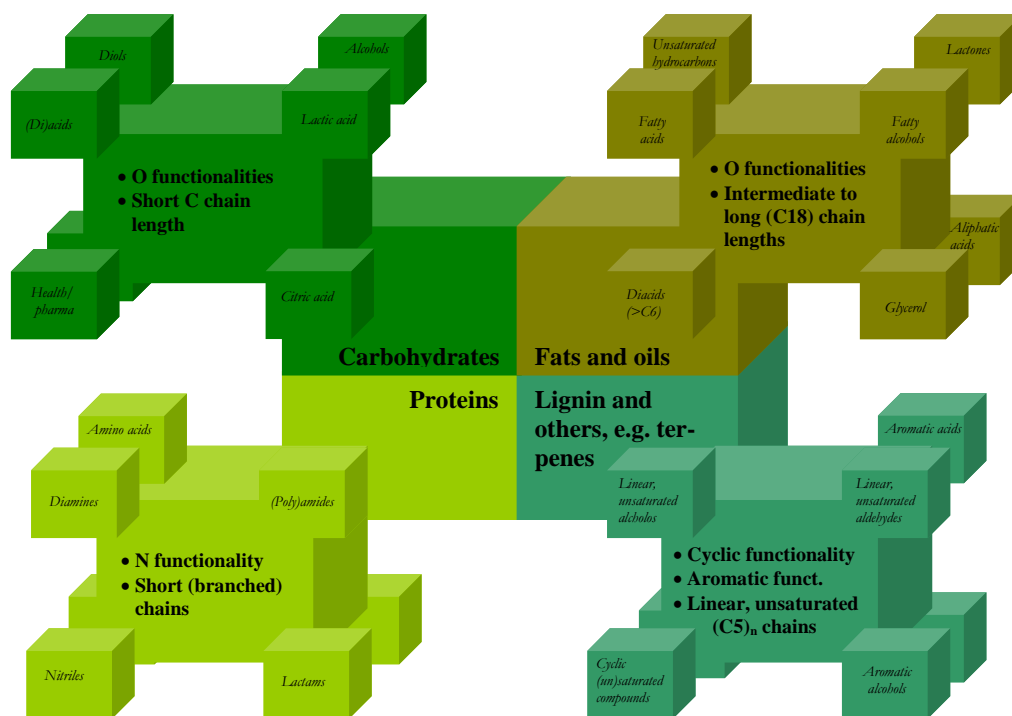 Diols
Alcohols
(Di)acids
Lactic acid
• O functionalities
• Short C chain
length
Health/
pharma
Citric acid
Carbohydrates
Unsaturated
hydrocarbons
Lactones
Fatty
acids
Fatty
alcohols
• O functionalities
• Intermediate to
long (C18) chain
lengths
Aliphatic
acids
Diacids
(>C6)
Glycerol
Fats and oils
Proteins
Amino acids
Diamines
(Poly)amides
• N functionality
• Short (branched)
chains
Nitriles
Lactams
Lignin and
others, e.g. ter-
penes
Aromatic acids
Linear,
unsaturated
alcholos
Linear,
unsaturated
aldehydes
• Cyclic functionality
• Aromatic funct.
• Linear, unsaturated
(C5)n chains
Cyclic
(un)saturated
compounds
Aromatic
alcohols